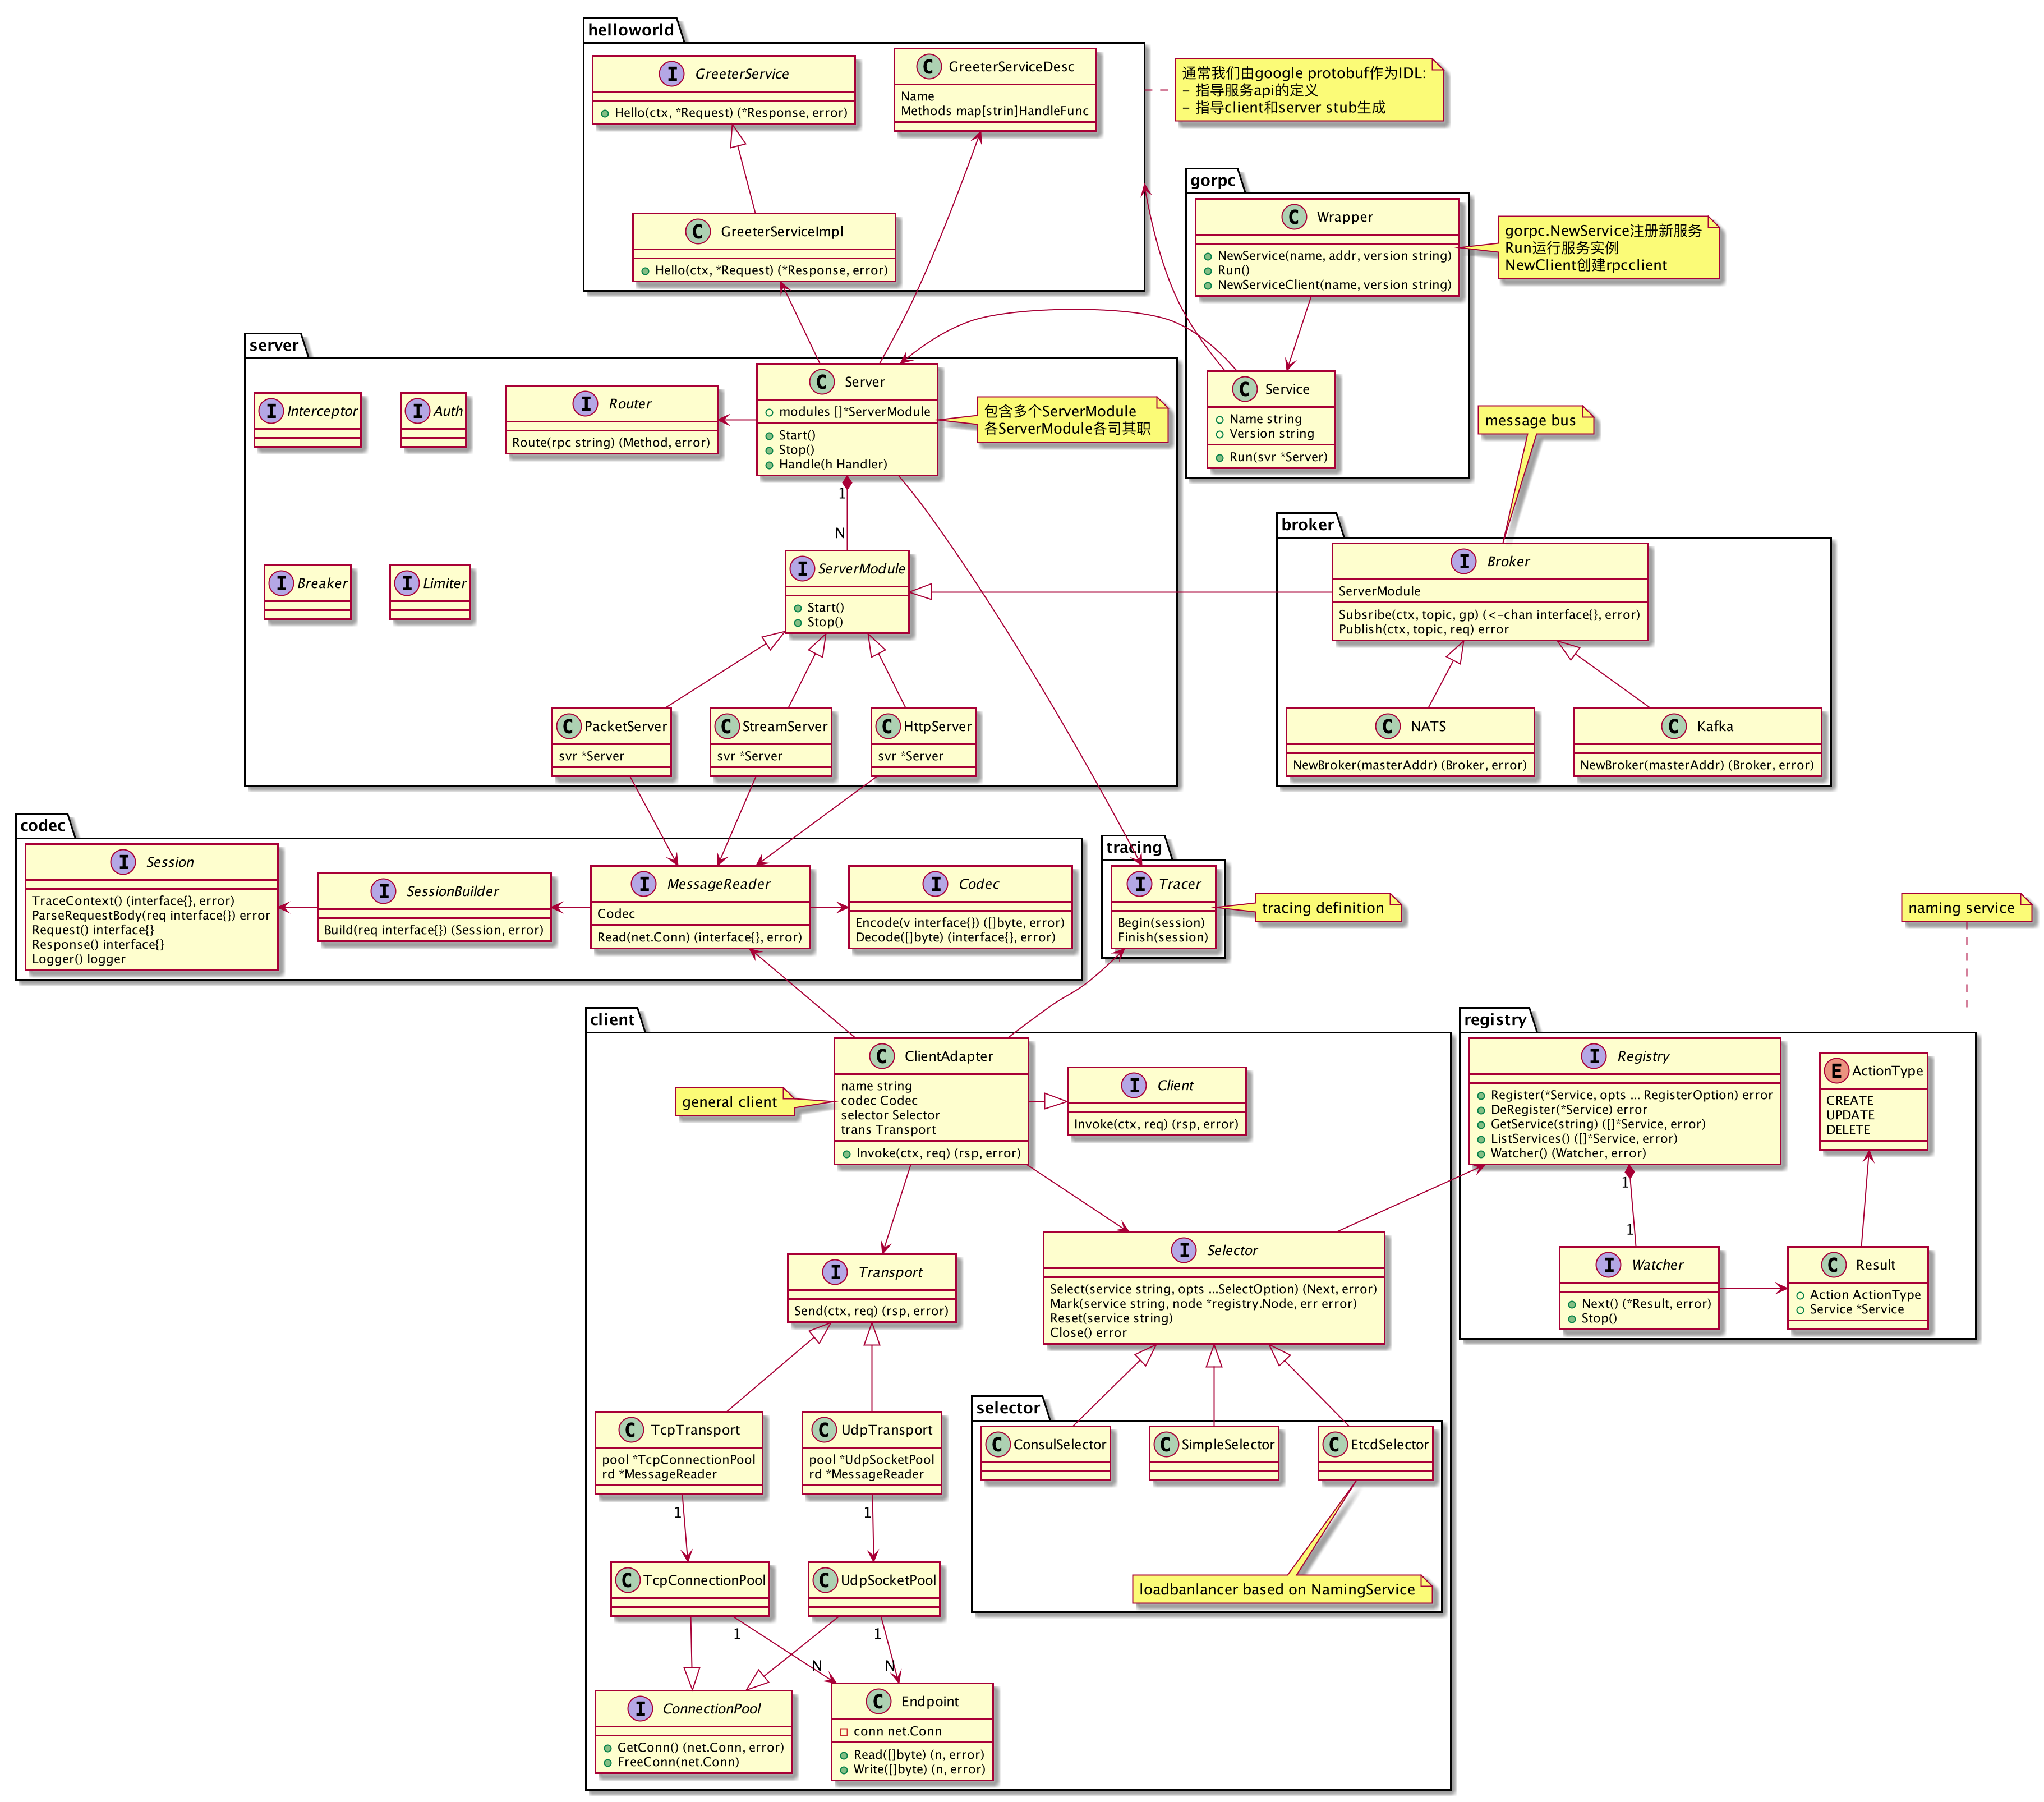 helloworld
I GreeterService
Hello(ctx, *Request) (*Response, error)
C GreeterServiceDesc
Name
Methods map[strin]HandleFunc
通常我们由google protobuf作为IDL:
- 指导服务api的定义
- 指导client和server stub生成
C GreeterServiceImpl
Hello(ctx, *Request) (*Response, error)
gorpc
C Wrapper
NewService(name, addr, version string)
Run()
NewServiceClient(name, version string)
gorpc.NewService注册新服务
Run运行服务实例
NewClient创建rpcclient
C Service
Name string
Version string
Run(svr *Server)
server
I Interceptor
I Auth
I Router
Route(rpc string) (Method, error)
C Server
modules []*ServerModule
Start()
Stop()
Handle(h Handler)
包含多个ServerModule
各ServerModule各司其职
1
N
I Breaker
I Limiter
I ServerModule
Start()
Stop()
C PacketServer
svr *Server
C StreamServer
svr *Server
C HttpServer
svr *Server
message bus
broker
I Broker
ServerModule
Subsribe(ctx, topic, gp) (<-chan interface{}, error)
Publish(ctx, topic, req) error
C NATS
NewBroker(masterAddr) (Broker, error)
C Kafka
NewBroker(masterAddr) (Broker, error)
codec
I Session
TraceContext() (interface{}, error)
ParseRequestBody(req interface{}) error
Request() interface{}
Response() interface{}
Logger() logger
I SessionBuilder
Build(req interface{}) (Session, error)
I MessageReader
Codec
Read(net.Conn) (interface{}, error)
I Codec
Encode(v interface{}) ([]byte, error)
Decode([]byte) (interface{}, error)
tracing
I Tracer
Begin(session)
Finish(session)
tracing definition
naming service
client
C ClientAdapter
name string
codec Codec
selector Selector
trans Transport
Invoke(ctx, req) (rsp, error)
general client
I Client
Invoke(ctx, req) (rsp, error)
registry
I Registry
Register(*Service, opts ... RegisterOption) error
DeRegister(*Service) error
GetService(string) ([]*Service, error)
ListServices() ([]*Service, error)
Watcher() (Watcher, error)
E ActionType
CREATE
UPDATE
DELETE
1
1
I Watcher
Next() (*Result, error)
Stop()
C Result
Action ActionType
Service *Service
I Transport
Send(ctx, req) (rsp, error)
I Selector
Select(service string, opts ...SelectOption) (Next, error)
Mark(service string, node *registry.Node, err error)
Reset(service string)
Close() error
C TcpTransport
pool *TcpConnectionPool
rd *MessageReader
C UdpTransport
pool *UdpSocketPool
rd *MessageReader
selector
C ConsulSelector
C SimpleSelector
C EtcdSelector
loadbanlancer based on NamingService
1
1
C TcpConnectionPool
C UdpSocketPool
1
1
N
N
I ConnectionPool
GetConn() (net.Conn, error)
FreeConn(net.Conn)
C Endpoint
conn net.Conn
Read([]byte) (n, error)
Write([]byte) (n, error)